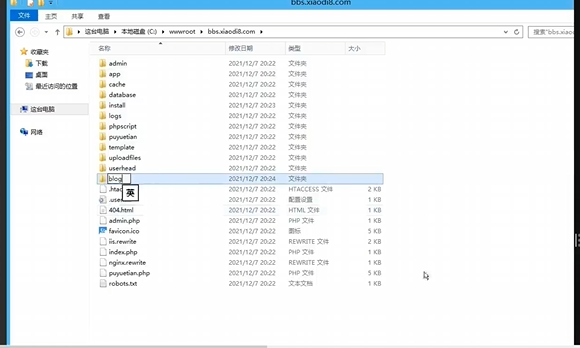 bbs.xiaodi8.com
文件 主页 共享 查看
这台电脑 本地磁盘 (C:) wwwroot bbs.xiaodi8.com 搜索"bbs.xiaod
名称 修改日期 类型 大小
收藏夹
下载
桌面
最近访问的位置
这台电脑
网络
admin 2021/12/7 20:22 文件夹
app 2021/12/7 20:22 文件夹
cache 2021/12/7 20:22 文件夹
database 2021/12/7 20:22 文件夹
install 2021/12/7 20:23 文件夹
logs 2021/12/7 20:22 文件夹
phpscript 2021/12/7 20:22 文件夹
puyuetian 2021/12/7 20:22 文件夹
template 2021/12/7 20:22 文件夹
uploadfiles 2021/12/7 20:22 文件夹
userhead 2021/12/7 20:22 文件夹
blog 2021/12/7 20:24 文件夹
.htac 2021/12/7 20:22 HTACCESS 文件 2 KB
英
.user 2021/12/7 20:22 配置设置 1 KB
404.html 2021/12/7 20:22 HTML 文件 1 KB
admin.php 2021/12/7 20:22 PHP 文件 1 KB
favicon.ico 2021/12/7 20:22 图标 5 KB
iis.rewrite 2021/12/7 20:22 REWRITE 文件 2 KB
index.php 2021/12/7 20:22 PHP 文件 1 KB
nginx.rewrite 2021/12/7 20:22 REWRITE 文件 1 KB
puyuetian.php 2021/12/7 20:22 PHP 文件 5 KB
robots.txt 2021/12/7 20:22 文本文档 1 KB